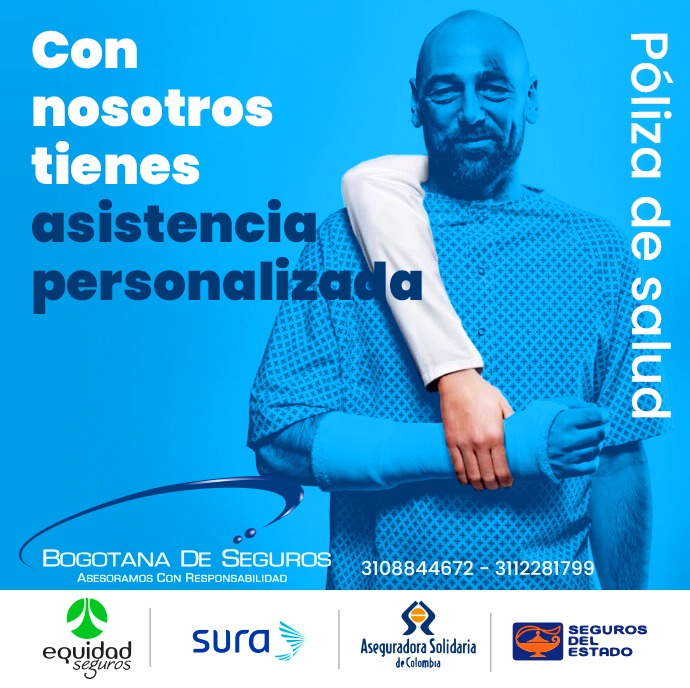 Con
nosotros
tienes
asistencia
personalizada
Póliza de salud
BOGOTANA DE SEGUROS
ASESORAMOS CON RESPONSABILIDAD
3108844672 - 3112281799
equidad
seguros
sura
Aseguradora Solidaria
de Colombia
SEGUROS
DEL
ESTADO